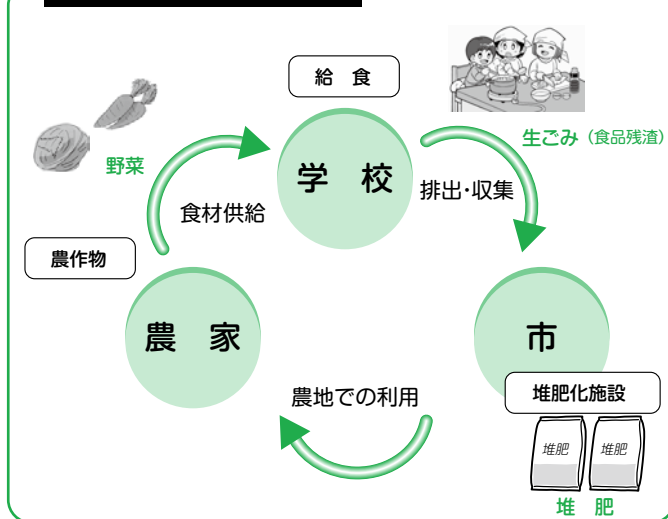 給 食
生ごみ（食品残渣）
野菜
学 校
排出・収集
食材供給
農作物
農 家
市
農地での利用
堆肥化施設
堆肥
堆肥
堆 肥